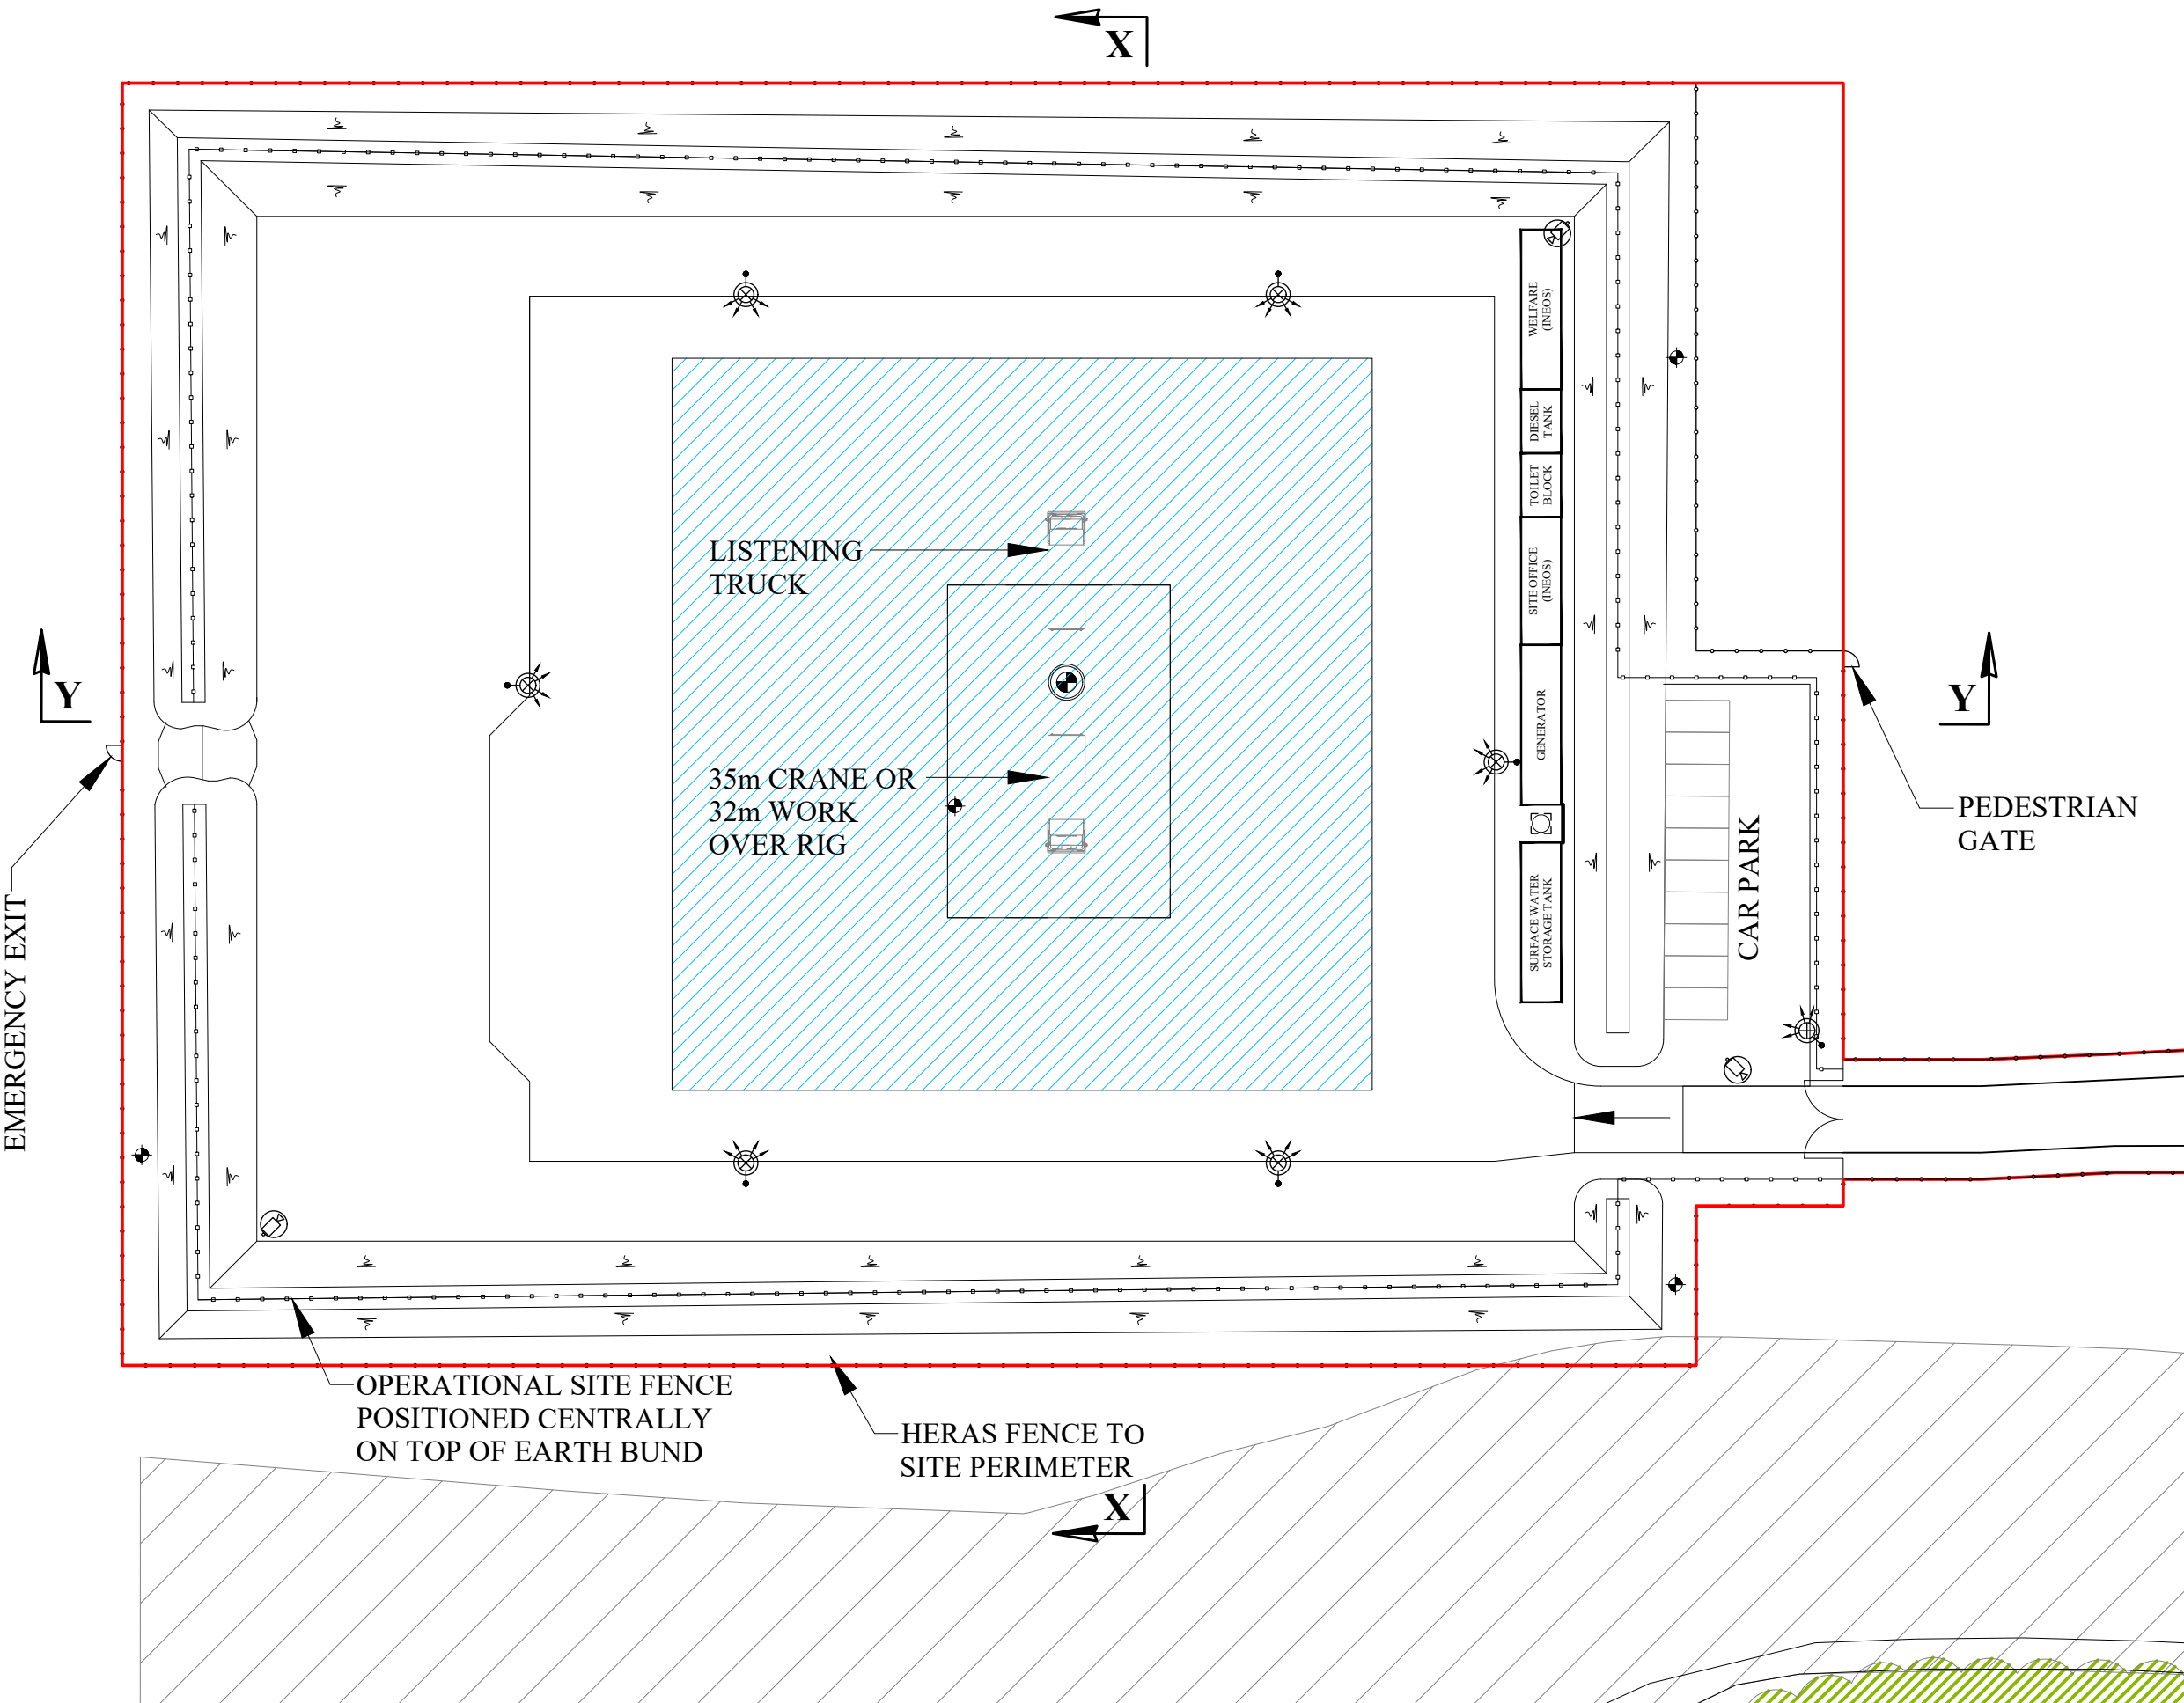 X
WELFARE
(INEOS)
DIESEL
TANK
TOILET
BLOCK
LISTENING
TRUCK
SITE OFFICE
(INEOS)
Y
Y
GENERATOR
35m CRANE OR
32m WORK
OVER RIG
PEDESTRIAN
GATE
CAR PARK
SURFACE WATER
STORAGE TANK
EMERGENCY EXIT
OPERATIONAL SITE FENCE
POSITIONED CENTRALLY
ON TOP OF EARTH BUND
HERAS FENCE TO
SITE PERIMETER
X